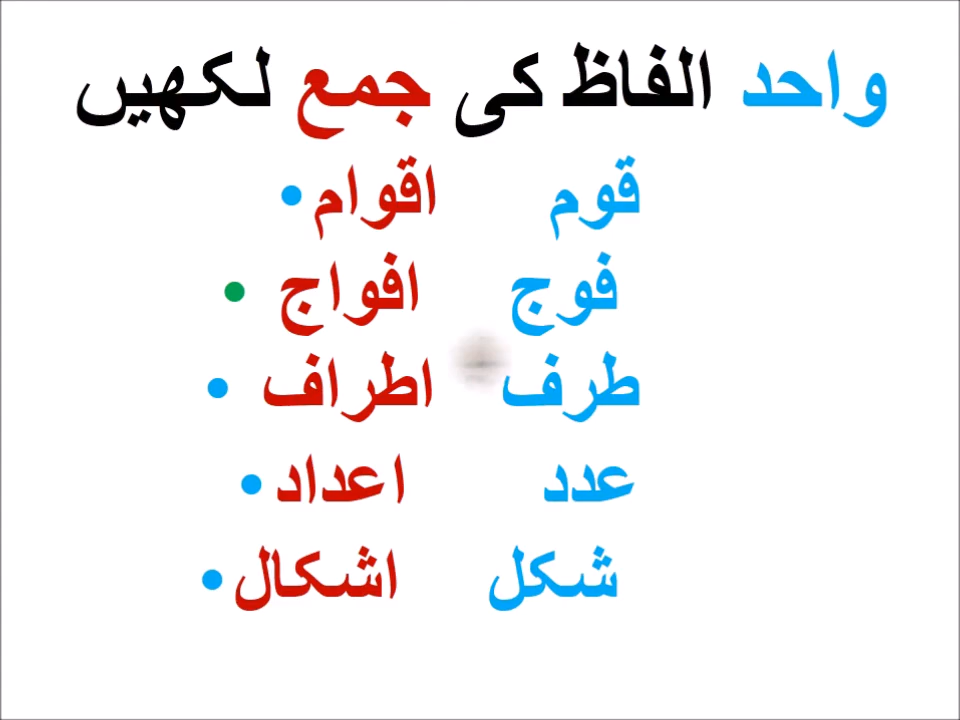 واحد الفاظ کی جمع لکھیں
قوم اقوام •
فوج افواج •
طرف اطراف •
عدد اعداد •
شکل اشکال •